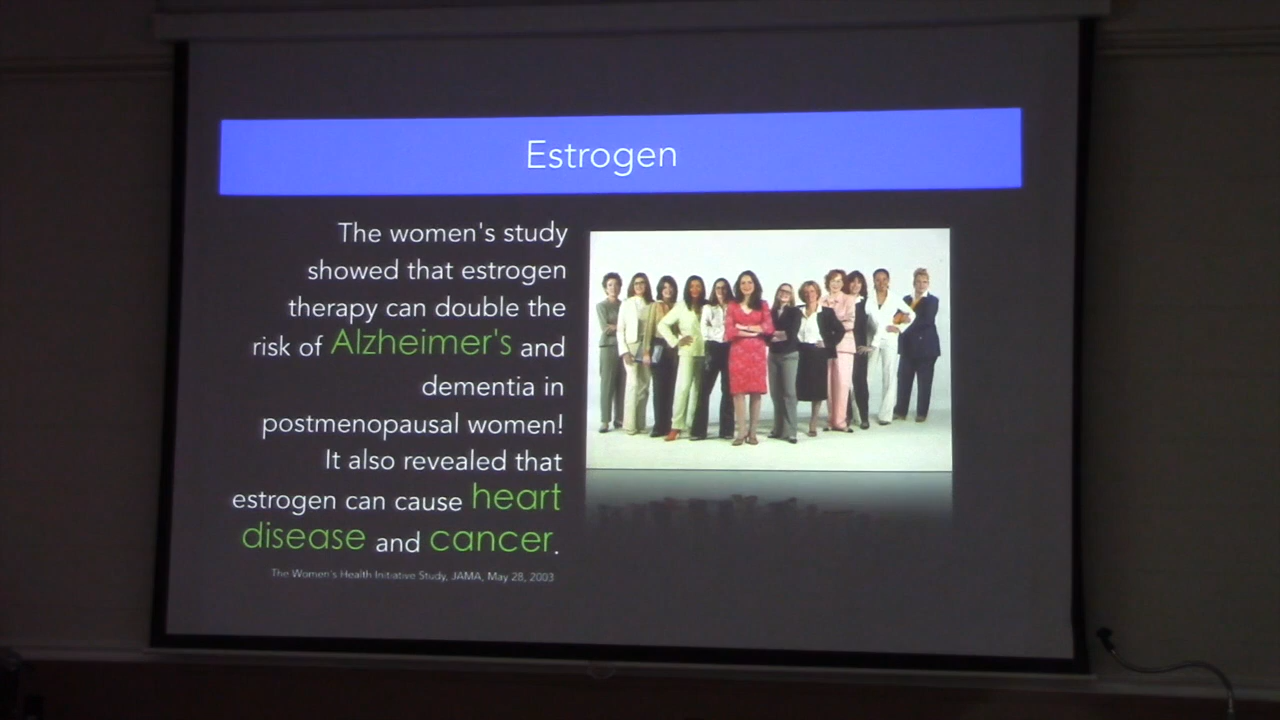 Estrogen
The women's study
showed that estrogen
therapy can double the
risk of Alzheimer's and
dementia in
postmenopausal women!
It also revealed that
estrogen can cause heart
disease and cancer.
The Women's Health Initiative Study, JAMA, May 28, 2003